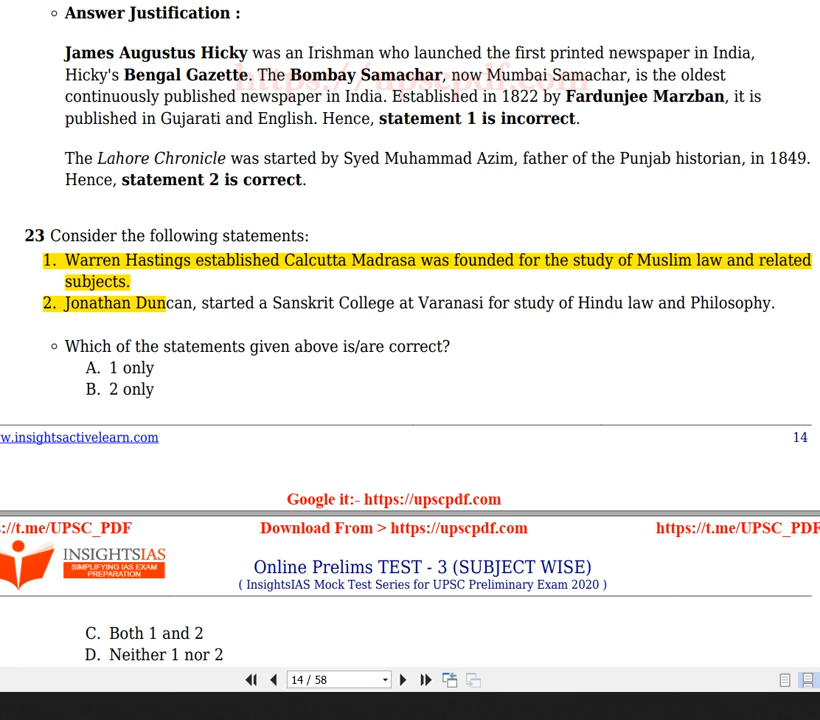 Answer Justification :
James Augustus Hicky was an Irishman who launched the first printed newspaper in India,
Hicky's Bengal Gazette. The Bombay Samachar, now Mumbai Samachar, is the oldest
https://upscpdf.com
continuously published newspaper in India. Established in 1822 by Fardunjee Marzban, it is
published in Gujarati and English. Hence, statement 1 is incorrect.
The Lahore Chronicle was started by Syed Muhammad Azim, father of the Punjab historian, in 1849.
Hence, statement 2 is correct.
23 Consider the following statements:
1. Warren Hastings established Calcutta Madrasa was founded for the study of Muslim law and related
subjects.
2. Jonathan Duncan, started a Sanskrit College at Varanasi for study of Hindu law and Philosophy.
Which of the statements given above is/are correct?
A. 1 only
B. 2 only
w.insightsactivelearn.com 14
Google it:- https://upscpdf.com
://t.me/UPSC_PDF Download From > https://upscpdf.com https://t.me/UPSC_PDF
INSIGHTSIAS
SIMPLIFYING IAS EXAM
PREPARATION
Online Prelims TEST - 3 (SUBJECT WISE)
( InsightsIAS Mock Test Series for UPSC Preliminary Exam 2020 )
C. Both 1 and 2
D. Neither 1 nor 2
14 / 58